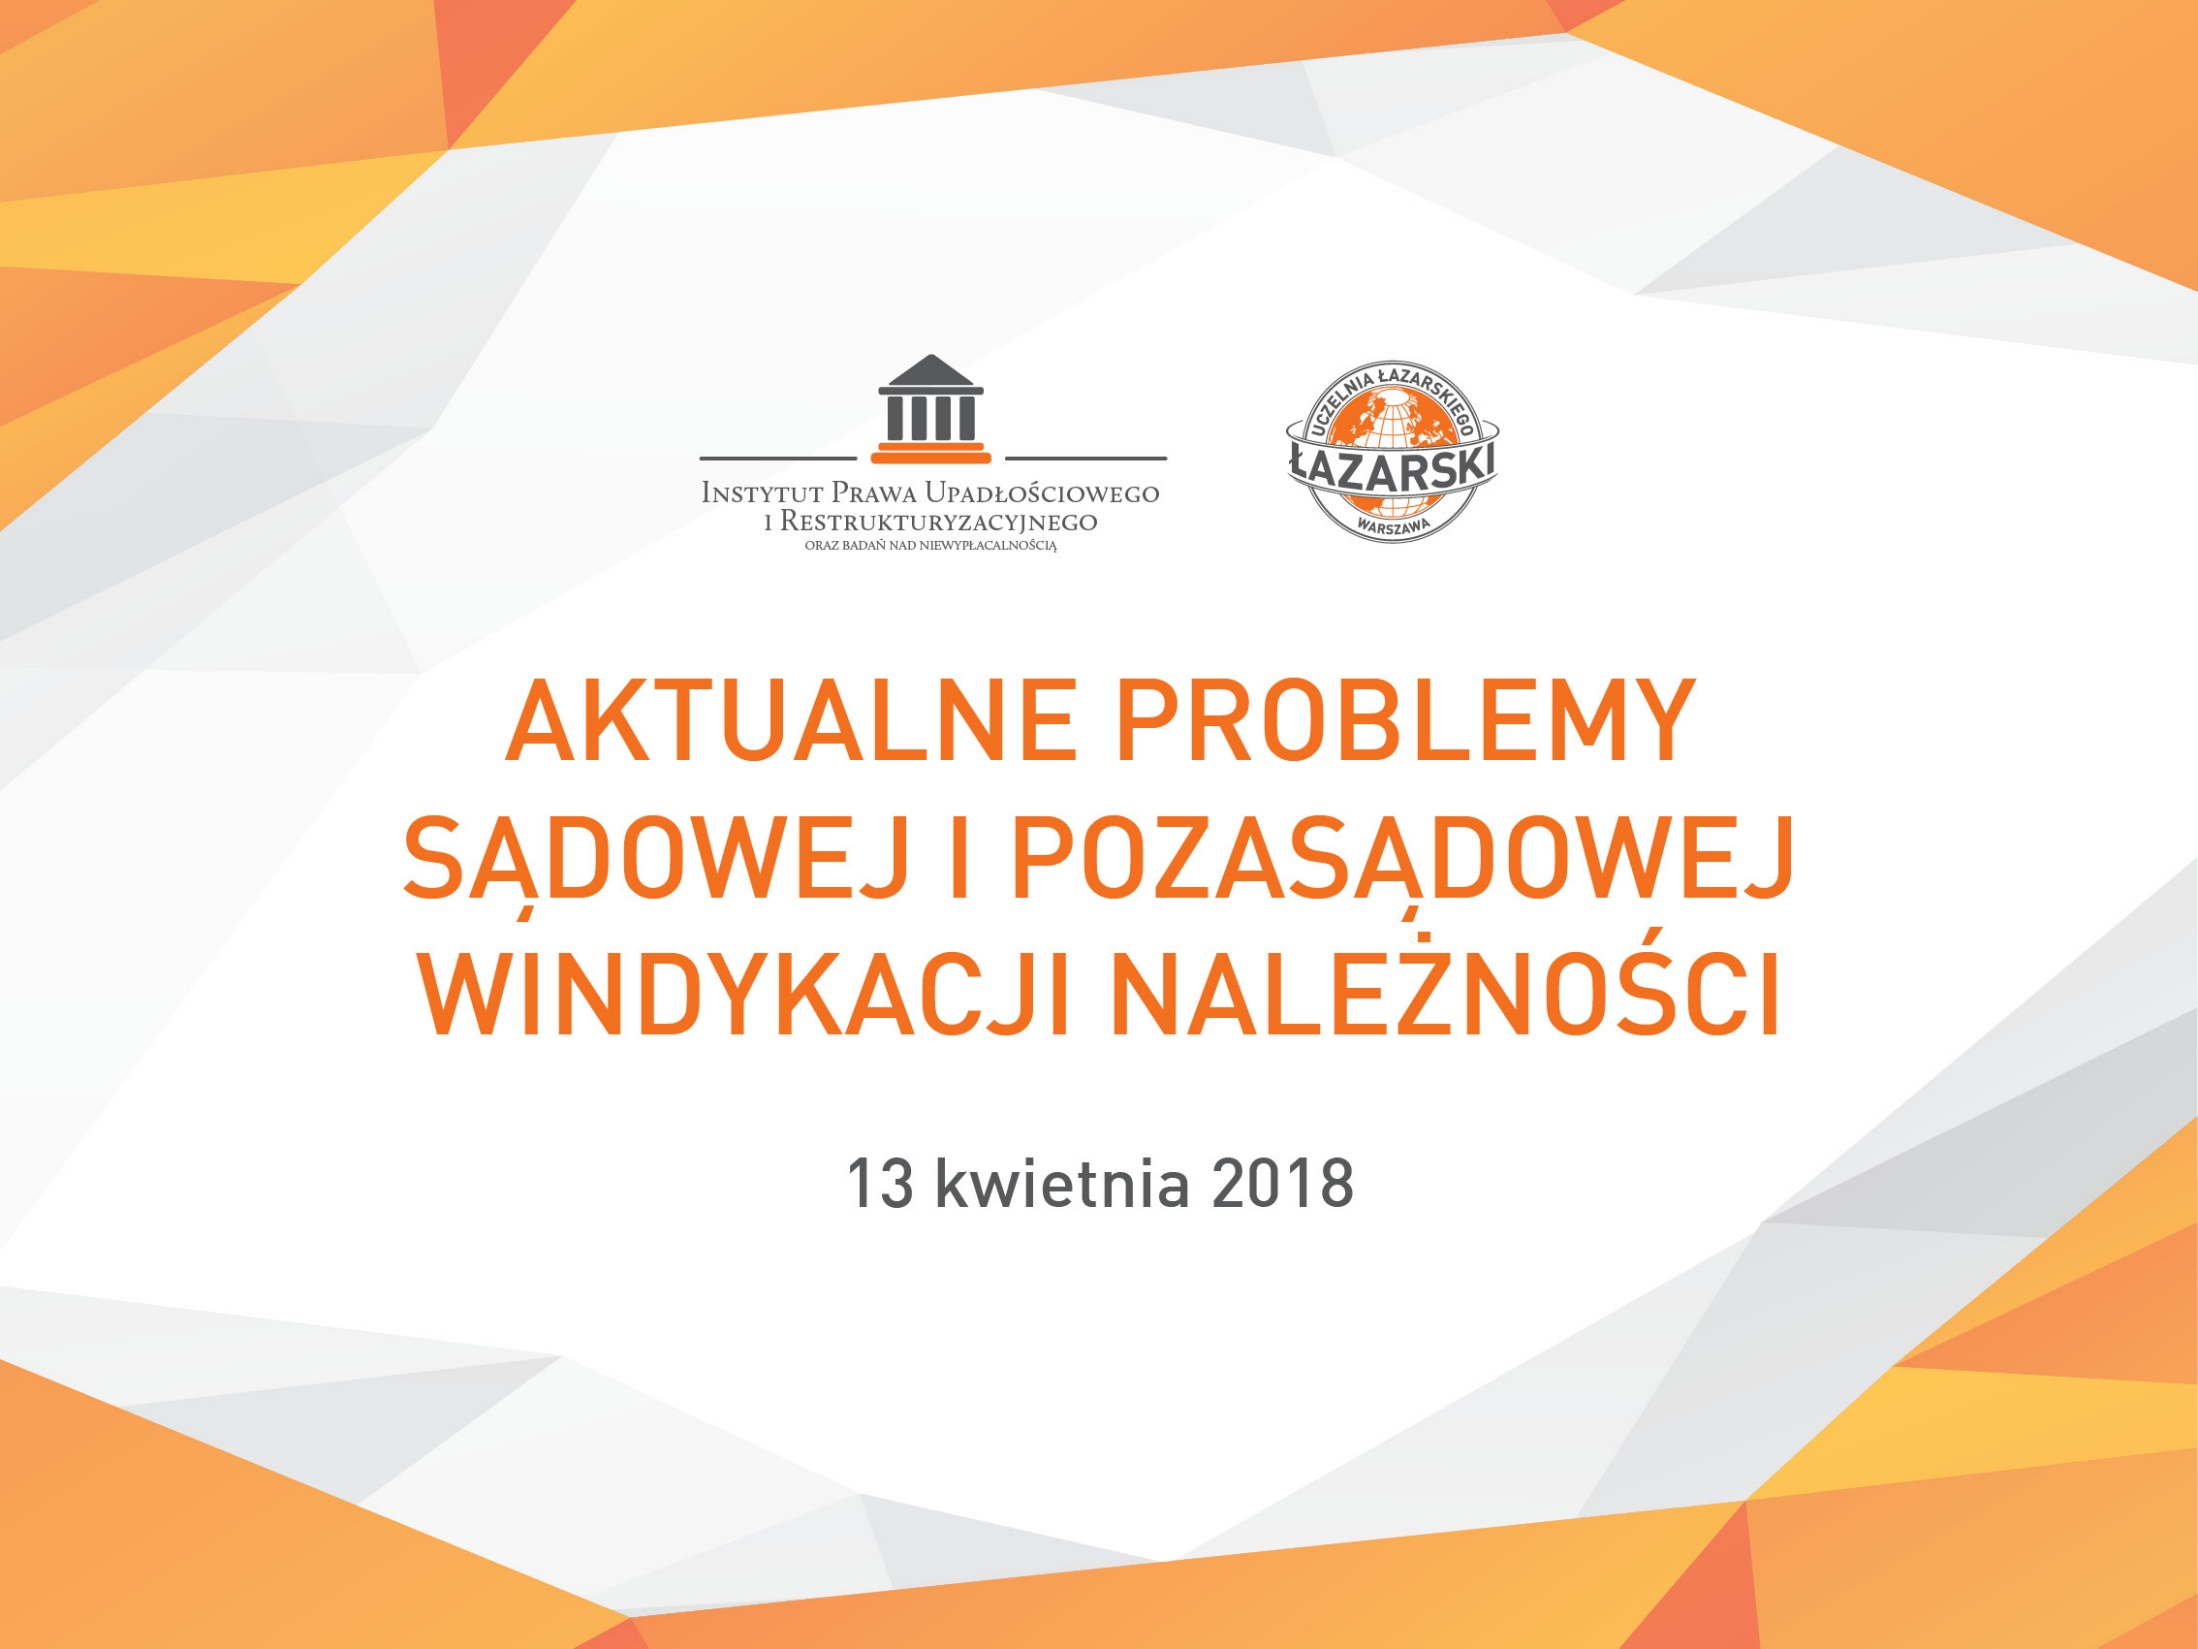 INSTYTUT PRAWA UPADŁOŚCIOWEGO
I RESTRUKTURYZACYJNEGO
ORAZ BADAŃ NAD NIEWYPŁACALNOŚCIĄ
UCZELNIA ŁAZARSKIEGO
ŁAZARSKI
WARSZAWA
AKTUALNE PROBLEMY
SĄDOWEJ I POZASĄDOWEJ
WINDYKACJI NALEŻNOŚCI
13 kwietnia 2018